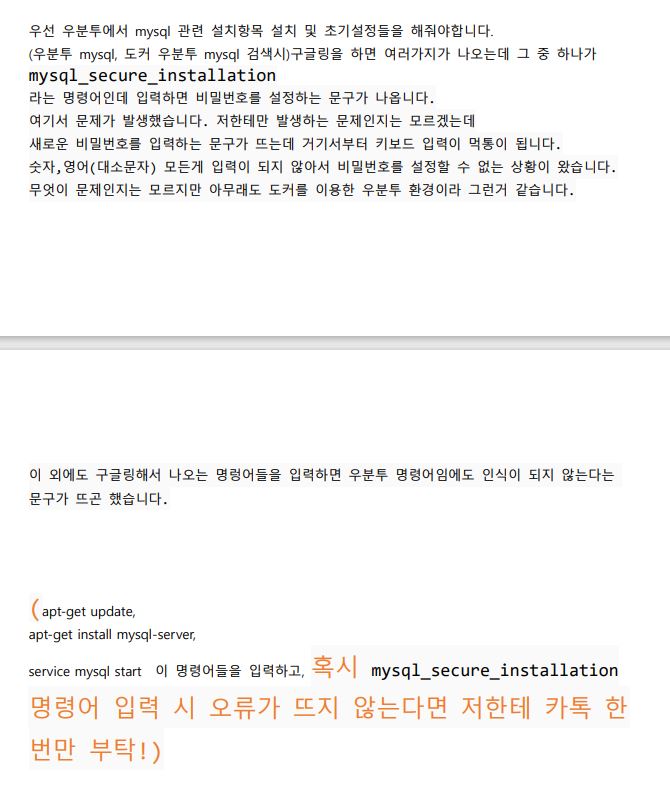 우선 우분투에서 mysql 관련 설치항목 설치 및 초기설정들을 해줘야합니다.
(우분투 mysql, 도커 우분투 mysql 검색시)구글링을 하면 여러가지가 나오는데 그 중 하나가
mysql_secure_installation
라는 명령어인데 입력하면 비밀번호를 설정하는 문구가 나옵니다.
여기서 문제가 발생했습니다. 저한테만 발생하는 문제인지는 모르겠는데
새로운 비밀번호를 입력하는 문구가 뜨는데 거기서부터 키보드 입력이 먹통이 됩니다.
숫자,영어(대소문자) 모든게 입력이 되지 않아서 비밀번호를 설정할 수 없는 상황이 왔습니다.
무엇이 문제인지는 모르지만 아무래도 도커를 이용한 우분투 환경이라 그런거 같습니다.
이 외에도 구글링해서 나오는 명렁어들을 입력하면 우분투 명령어임에도 인식이 되지 않는다는
문구가 뜨곤 했습니다.
(apt-get update,
apt-get install mysql-server,
service mysql start 이 명령어들을 입력하고, 혹시 mysql_secure_installation
명령어 입력 시 오류가 뜨지 않는다면 저한테 카톡 한
번만 부탁!)